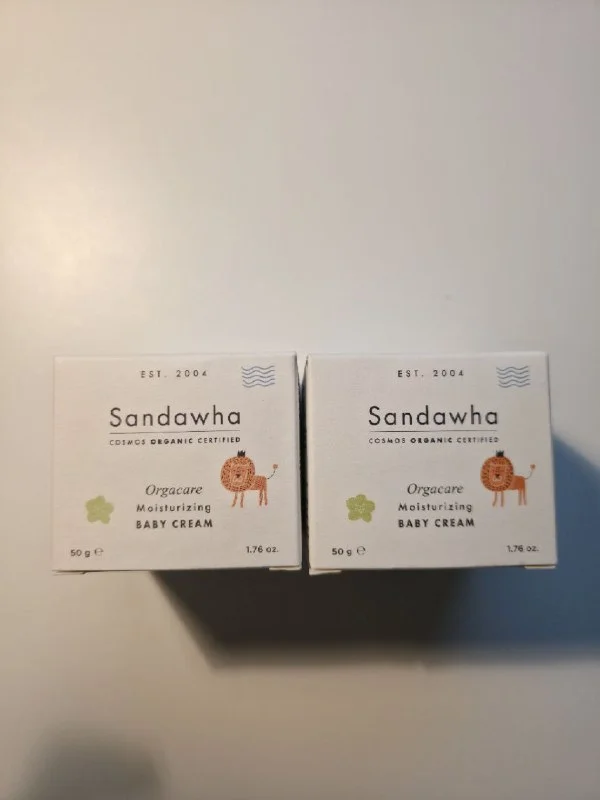 EST. 2004
Sandawha
COSMOS ORGANIC CERTIFIED
Orgacare
Moisturizing
BABY CREAM
50 g ℮
1.76 oz.
EST. 2004
Sandawha
COSMOS ORGANIC CERTIFIED
Orgacare
Moisturizing
BABY CREAM
50 g ℮
1.76 oz.